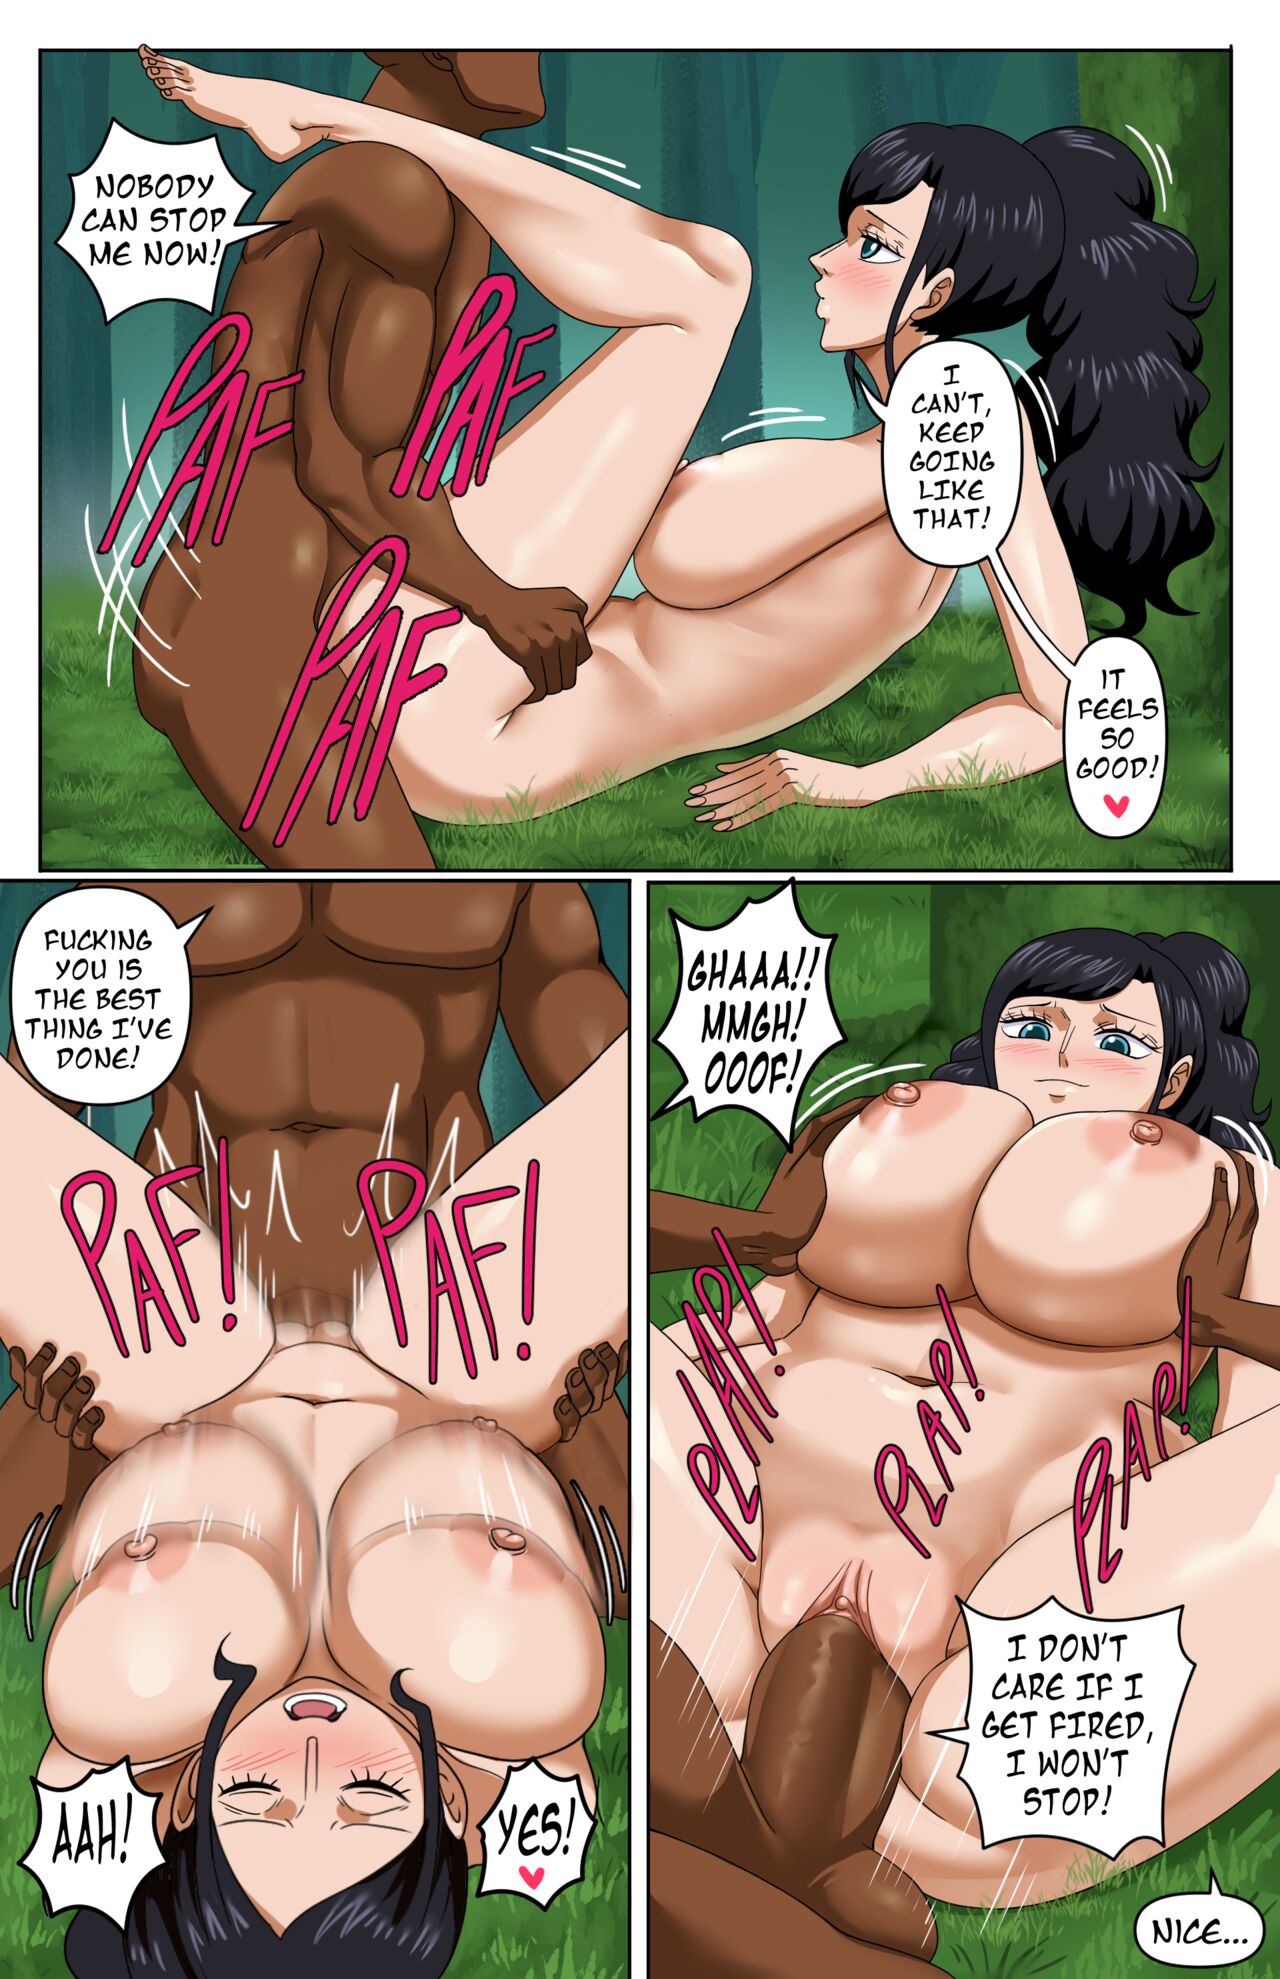 NOBODY
CAN STOP
ME NOW!
PAF
PAF
PAF
I
CAN'T,
KEEP
GOING
LIKE
THAT!
IT
FEELS
SO
GOOD!
FUCKING
YOU IS
THE BEST
THING I'VE
DONE!
PAF!
PAF!
AAH!
YES!
GHAAA!!
MMGH!
OOOF!
PLAP!
PLAP!
PLAP!
I DON'T
CARE IF I
GET FIRED,
I WON'T
STOP!
NICE...